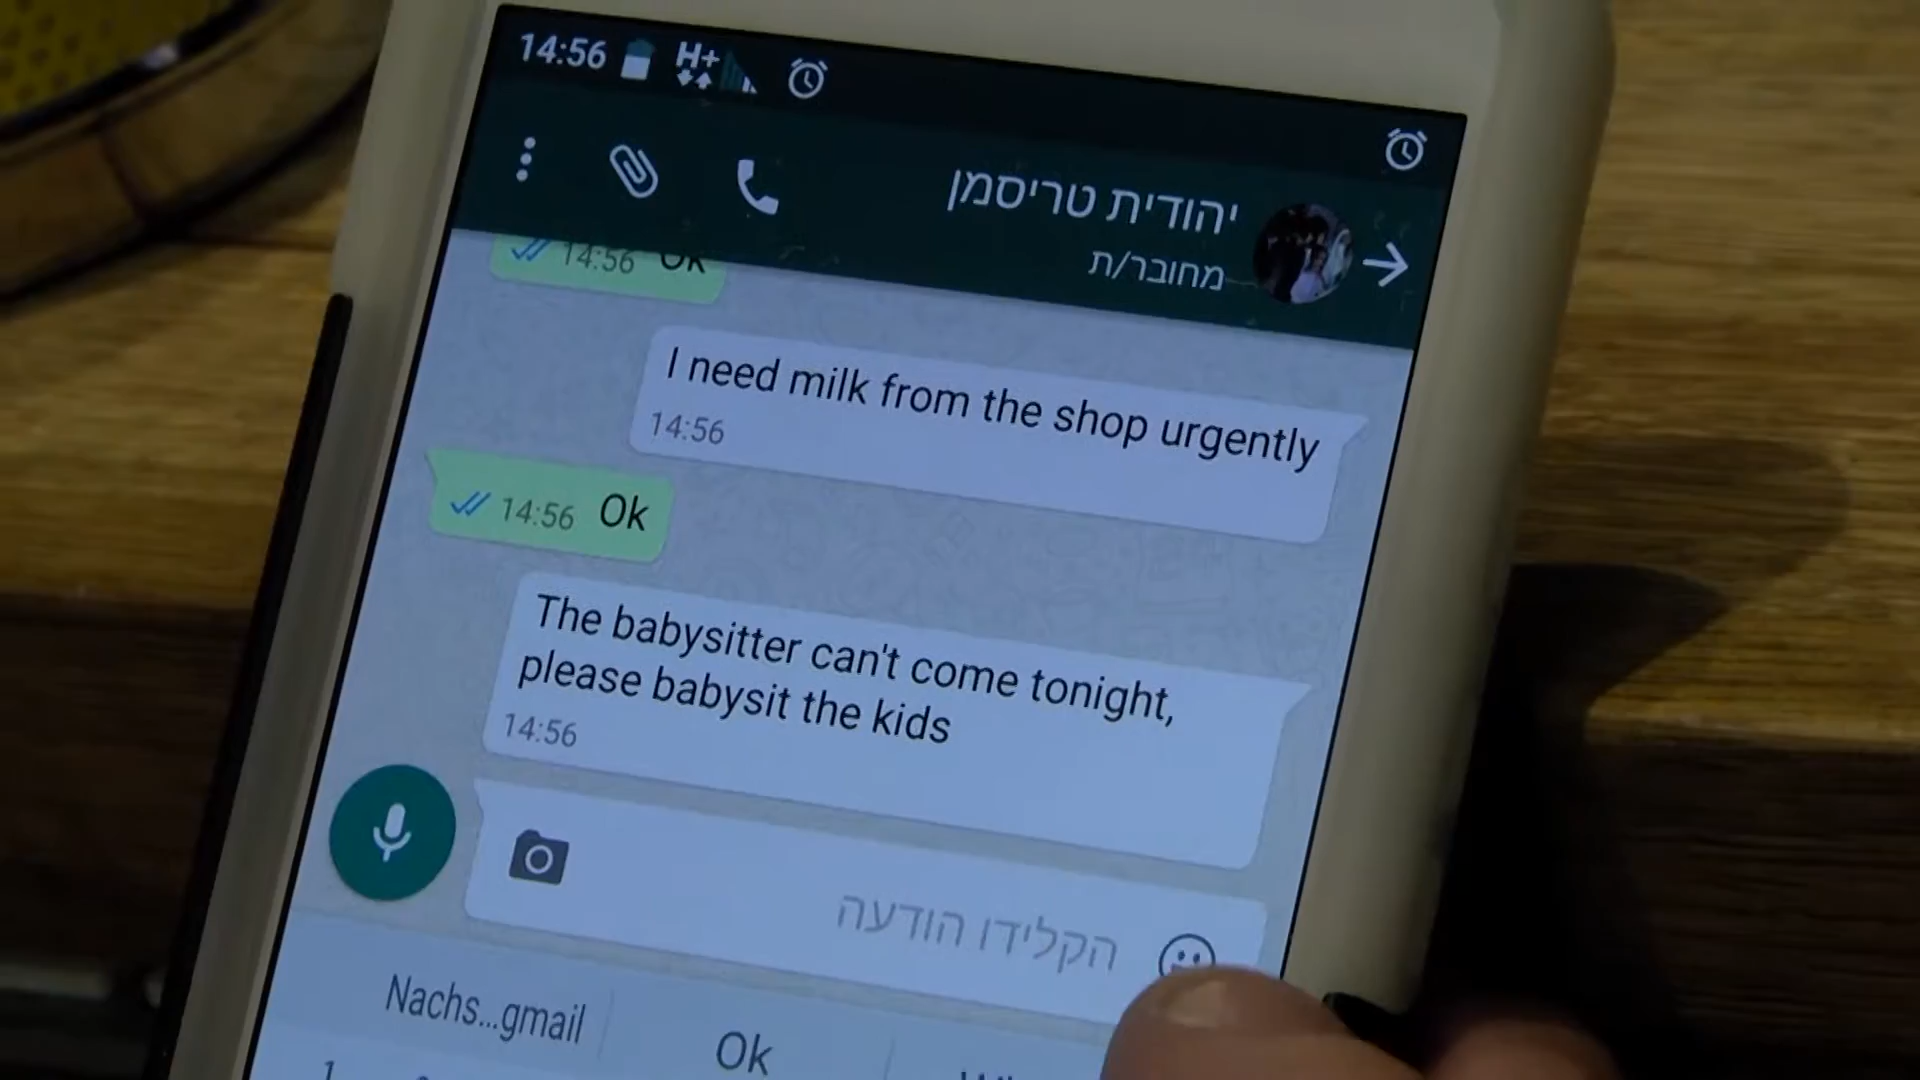 14:56 H+
יהודית טריסמן
מחובר/ת
14:56 Ok
I need milk from the shop urgently
14:56
14:56 Ok
The babysitter can't come tonight,
please babysit the kids
14:56
הקלידו הודעה
Nachs...gmail
Ok
1